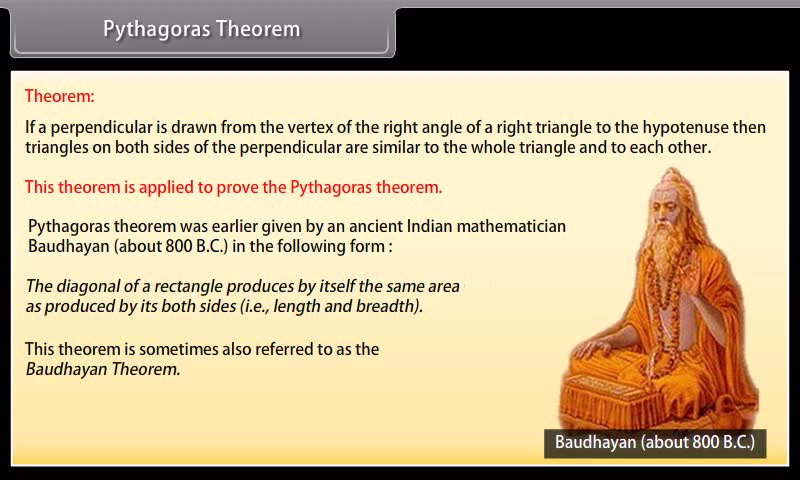 Pythagoras Theorem
Theorem:
If a perpendicular is drawn from the vertex of the right angle of a right triangle to the hypotenuse then
triangles on both sides of the perpendicular are similar to the whole triangle and to each other.
This theorem is applied to prove the Pythagoras theorem.
Pythagoras theorem was earlier given by an ancient Indian mathematician
Baudhayan (about 800 B.C.) in the following form :
The diagonal of a rectangle produces by itself the same area
as produced by its both sides (i.e., length and breadth).
This theorem is sometimes also referred to as the
Baudhayan Theorem.
Baudhayan (about 800 B.C.)